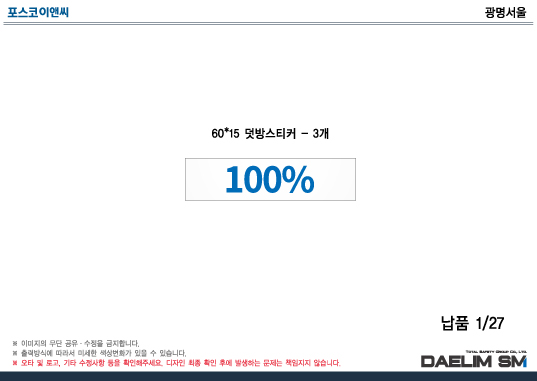 포스코이앤씨
광명서울
60*15 덧방스티커 - 3개
100%
납품 1/27
※ 이미지의 무단 공유·수정을 금지합니다.
※ 출력방식에 따라서 미세한 색상변화가 있을 수 있습니다.
※ 오타 및 로고, 기타 수정사항 등을 확인해주세요. 디자인 최종 확인 후에 발생하는 문제는 책임지지 않습니다.
TOTAL SAFETY GROUP CO., LTD.
DAELIM SM